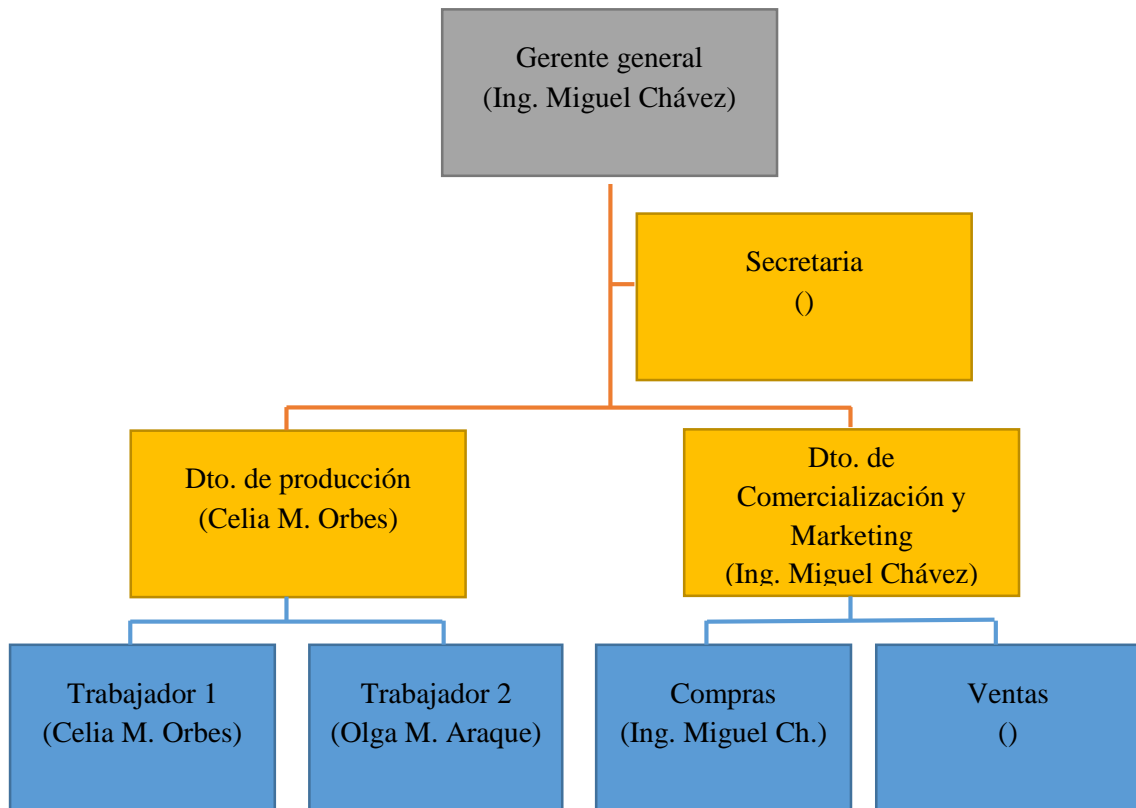 Gerente general
(Ing. Miguel Chávez)
Secretaria
()
Dto. de producción
(Celia M. Orbes)
Dto. de
Comercialización y
Marketing
(Ing. Miguel Chávez)
Trabajador 1
(Celia M. Orbes)
Trabajador 2
(Olga M. Araque)
Compras
(Ing. Miguel Ch.)
Ventas
()